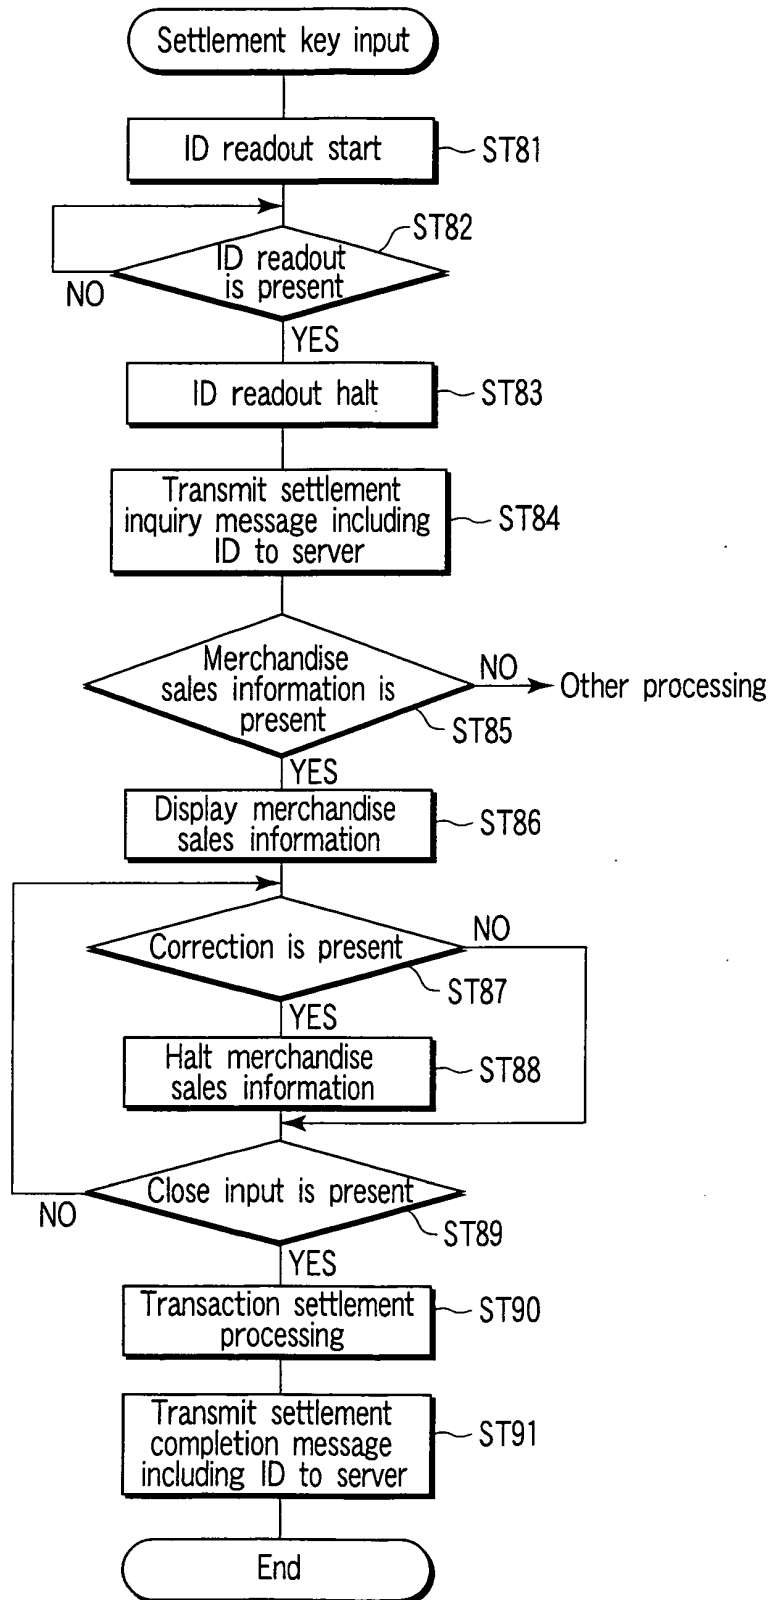 Settlement key input
ID readout start
ST81
ST82
ID readout
is present
NO
YES
ID readout halt
ST83
Transmit settlement
inquiry message including
ID to server
ST84
Merchandise
sales information is
present
NO
Other processing
ST85
YES
Display merchandise
sales information
ST86
Correction is present
NO
ST87
YES
Halt merchandise
sales information
ST88
Close input is present
NO
ST89
YES
Transaction settlement
processing
ST90
Transmit settlement
completion message
including ID to server
ST91
End